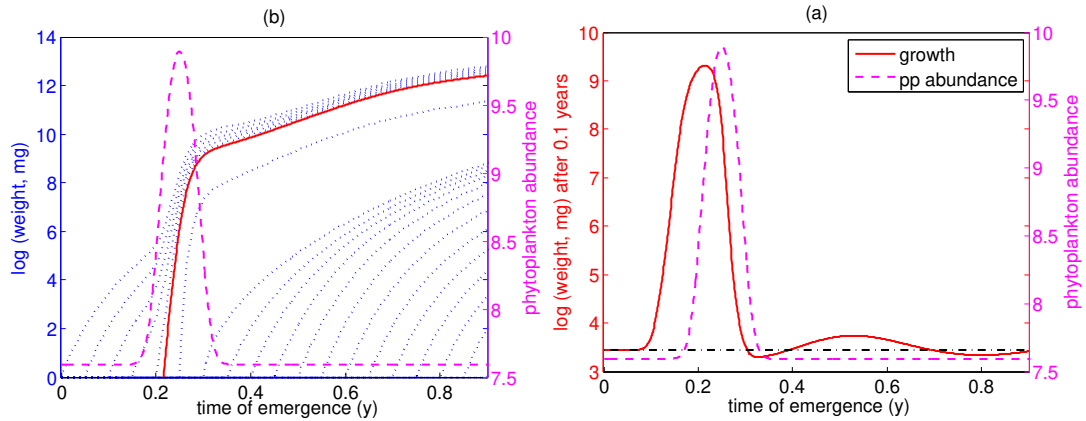 (b)
14
12
10
8
6
4
2
0
log (weight, mg)
0 0.2 0.4 0.6 0.8
time of emergence (y)
10
9.5
9
8.5
8
7.5
phytoplankton abundance
(a)
10
9
8
7
6
5
4
3
log (weight, mg) after 0.1 years
growth
pp abundance
0 0.2 0.4 0.6 0.8
time of emergence (y)
10
9.5
9
8.5
8
7.5
phytoplankton abundance